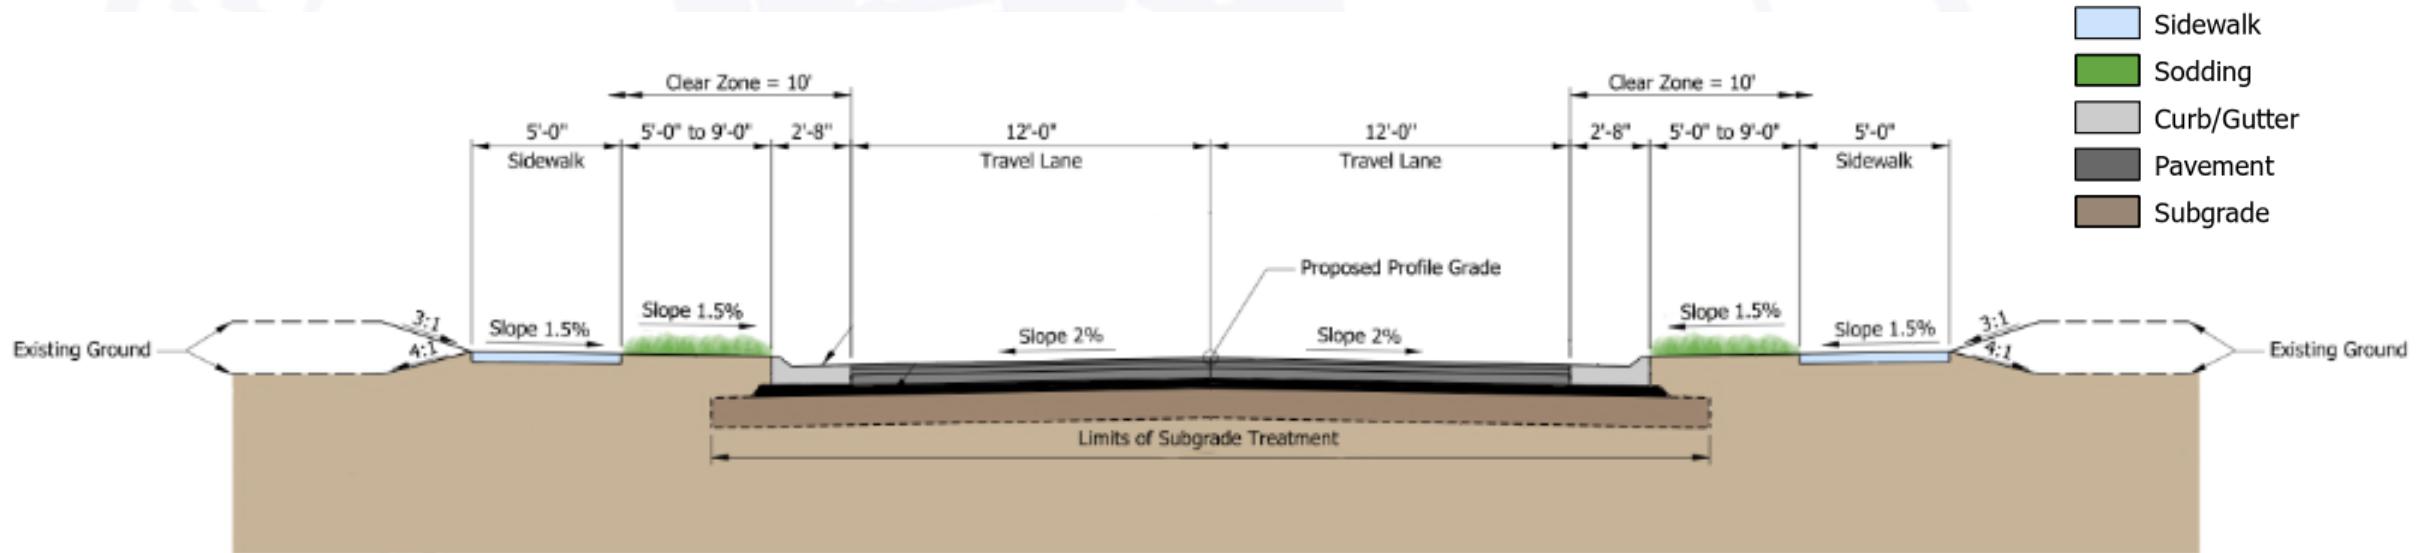 Sidewalk
Sodding
Curb/Gutter
Pavement
Subgrade
Clear Zone = 10'
Clear Zone = 10'
5'-0"
5'-0" to 9'-0"
2'-8"
12'-0"
12'-0"
2'-8"
5'-0" to 9'-0"
5'-0"
Sidewalk
Travel Lane
Travel Lane
Sidewalk
Proposed Profile Grade
Slope 1.5%
Slope 1.5%
3:1
Slope 1.5%
Slope 2%
Slope 2%
Slope 1.5%
3:1
Existing Ground
4:1
4:1
Existing Ground
Limits of Subgrade Treatment